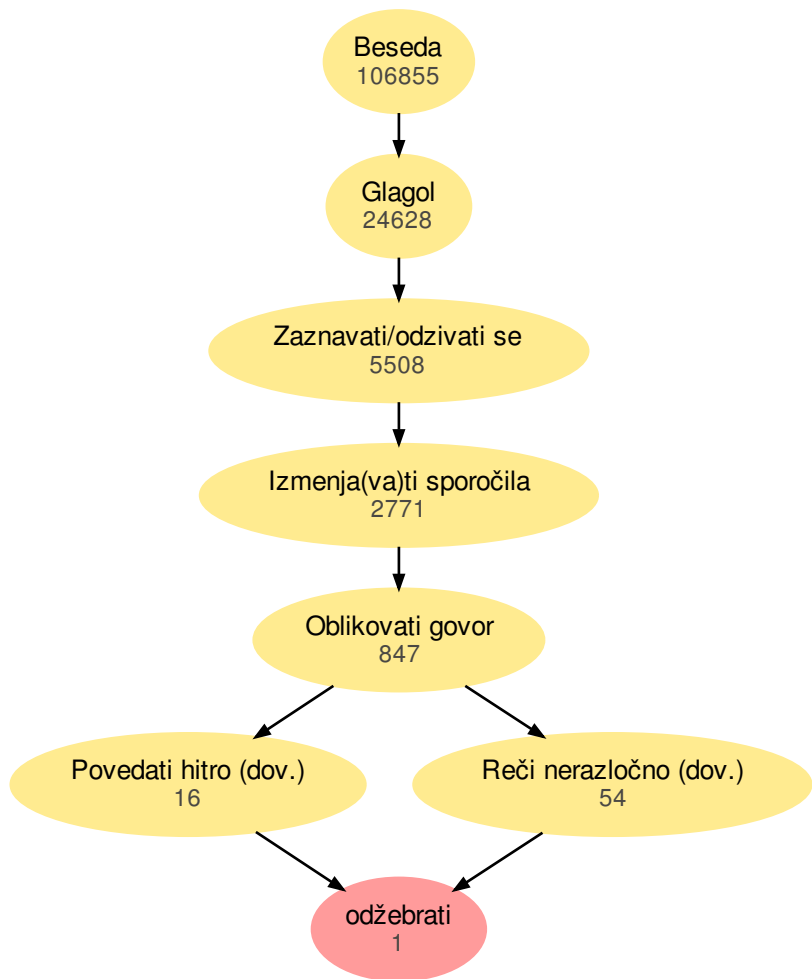 Beseda
106855
Glagol
24628
Zaznavati/odzivati se
5508
Izmenja(va)ti sporočila
2771
Oblikovati govor
847
Povedati hitro (dov.)
16
Reči nerazločno (dov.)
54
odžebrati
1